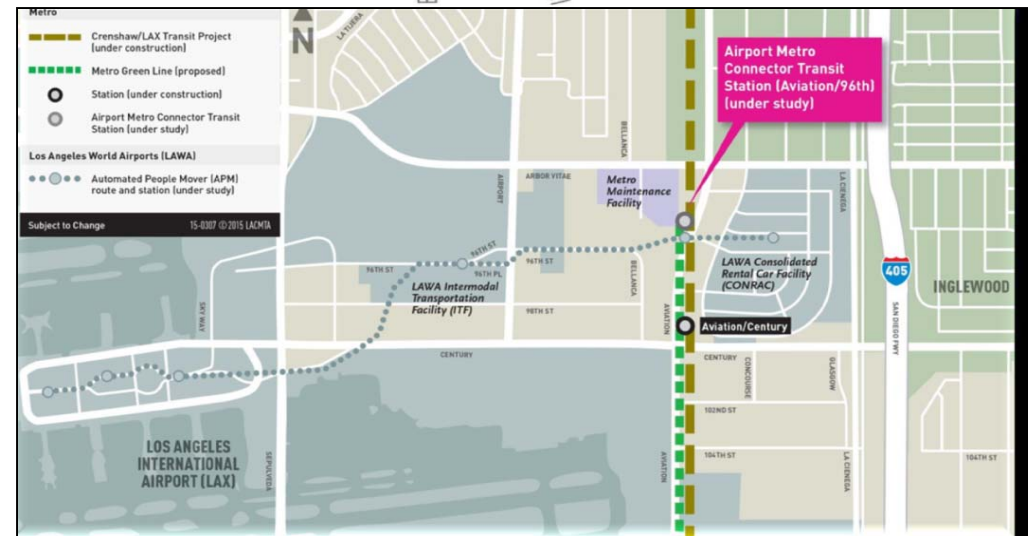 Metro
Crenshaw/LAX Transit Project
(under construction)
Metro Green Line (proposed)
Station (under construction)
Airport Metro Connector Transit
Station (under study)
Los Angeles World Airports (LAWA)
Automated People Mover (APM)
route and station (under study)
Subject to Change
15-0307 ©2015 LACMTA
N
LA TIJERA
Airport Metro
Connector Transit
Station (Aviation/96th)
(under study)
BELLANCA
AIRPORT
ARBOR VITAE
Metro
Maintenance
Facility
LA CIENEGA
96TH ST
96TH ST
96TH PL
96TH ST
LAWA Intermodal
Transportation
Facility (ITF)
98TH ST
BELLANCA
LAWA Consolidated
Rental Car Facility
(CONRAC)
405
INGLEWOOD
SKY WAY
AVIATION
Aviation/Century
SAN DIEGO FWY
CENTURY
CENTURY
CONCOURSE
GLASGOW
102ND ST
104TH ST
104TH ST
LOS ANGELES
INTERNATIONAL
AIRPORT (LAX)
SEPULVEDA
AVIATION
LA CIENEGA